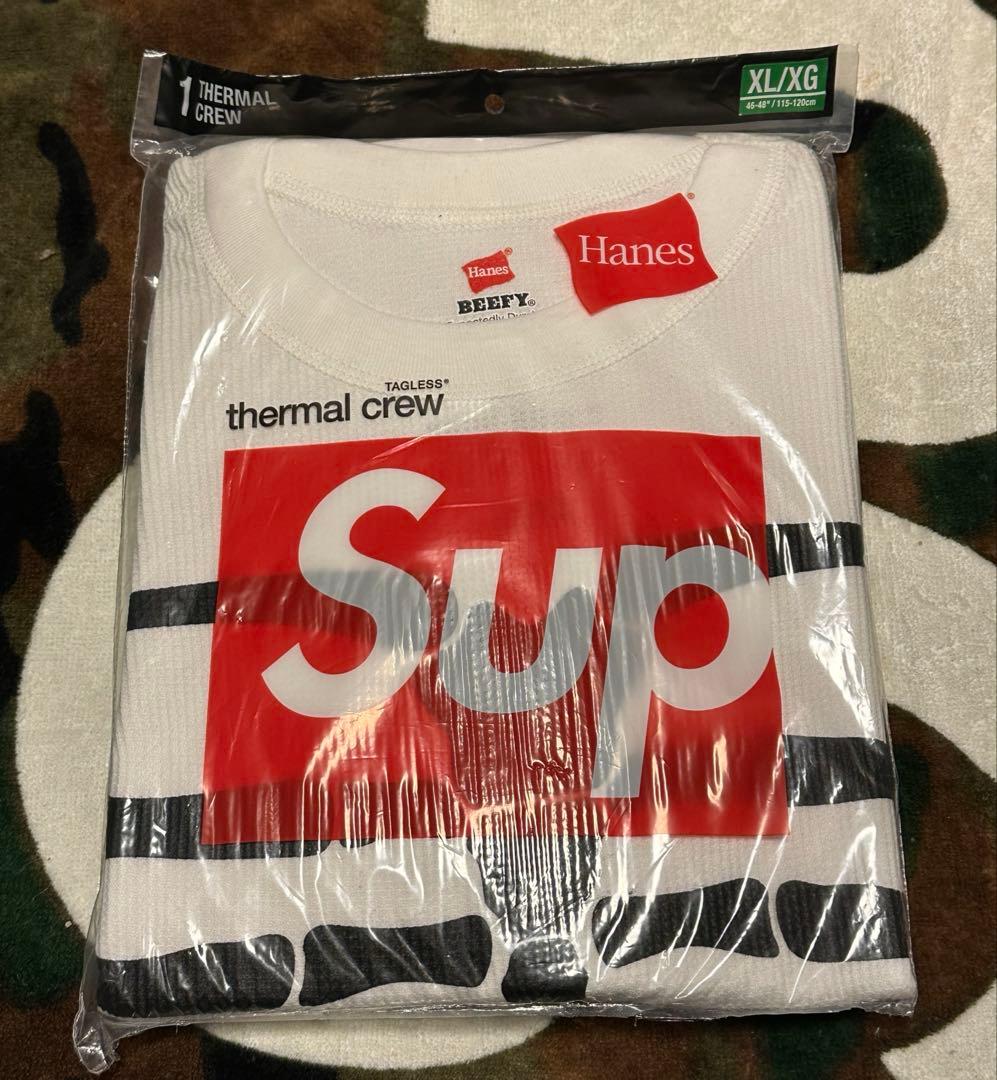 1 THERMAL
CREW
XL/XG
46-48" / 115-120cm
Hanes®
Hanes®
BEEFY®
TAGLESS®
thermal crew
Sup